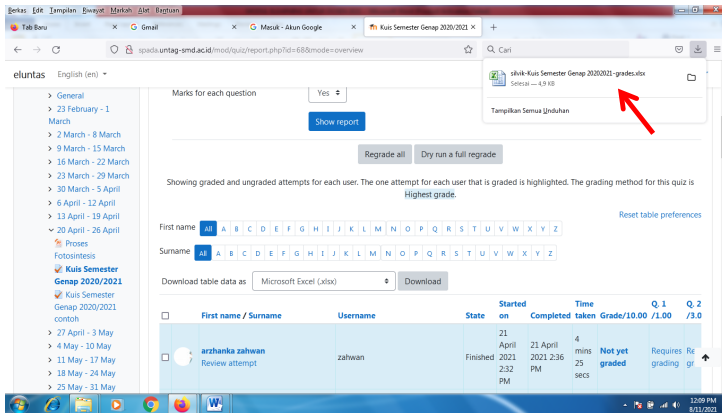 Berkas Edit Tampilan Riwayat Markah Alat Bantuan
Tab Baru × G Gmail × G Masuk - Akun Google × Kuis Semester Genap 2020/2021 × +
spada.untag-smd.ac.id/mod/quiz/report.php?id=68&mode=overview
Cari
silvik-Kuis Semester Genap 20202021-grades.xlsx
Selesai — 4,9 KB
Tampilkan Semua Unduhan
eluntas English (en)
> General
> 23 February - 1
March
> 2 March - 8 March
> 9 March - 15 March
> 16 March - 22 March
> 23 March - 29 March
> 30 March - 5 April
> 6 April - 12 April
> 13 April - 19 April
20 April - 26 April
Proses
Fotosintesis
Kuis Semester
Genap 2020/2021
Kuis Semester
Genap 2020/2021
contoh
> 27 April - 3 May
> 4 May - 10 May
> 11 May - 17 May
> 18 May - 24 May
> 25 May - 31 May
Marks for each question Yes
Show report
Regrade all Dry run a full regrade
Showing graded and ungraded attempts for each user. The one attempt for each user that is graded is highlighted. The grading method for this quiz is
Highest grade.
Reset table preferences
First name All A B C D E F G H I J K L M N O P Q R S T U V W X Y Z
Surname All A B C D E F G H I J K L M N O P Q R S T U V W X Y Z
Download table data as Microsoft Excel (.xlsx) Download
First name / Surname Username State Started on Completed Time taken Grade/10.00 Q. 1 /1.00 Q. 2 /3.0
arzhanka zahwan
Review attempt
zahwan
Finished
21
April
2021
2:32
PM
21 April
2021 2:36
PM
4
mins
25
secs
Not yet
graded
Requires
grading
Re
gr
12:09 PM
8/11/2021